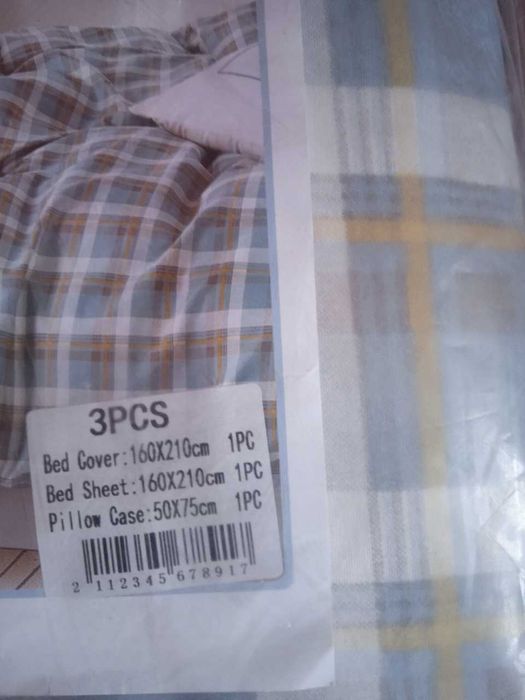 3PCS
Bed Cover:160X210cm 1PC
Bed Sheet:160X210cm 1PC
Pillow Case:50X75cm 1PC
2 112345 678917